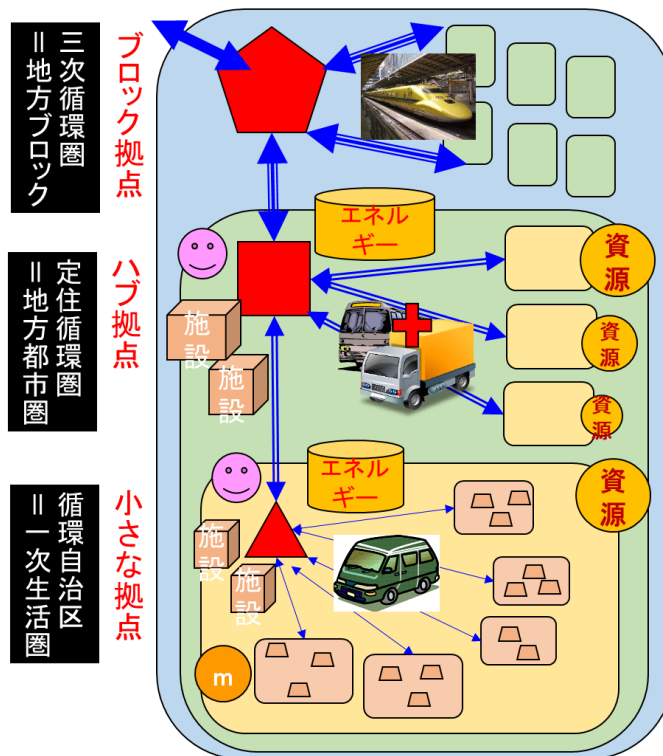 三次循環圏
＝地方ブロック
ブロック拠点
エネル
ギー
資
源
定住循環圏
＝地方都市圏
ハブ拠点
施
設
施
設
資
源
資
源
エネル
ギー
資
源
循環自治区
＝一次生活圏
小さな拠点
施
設
施
設
m